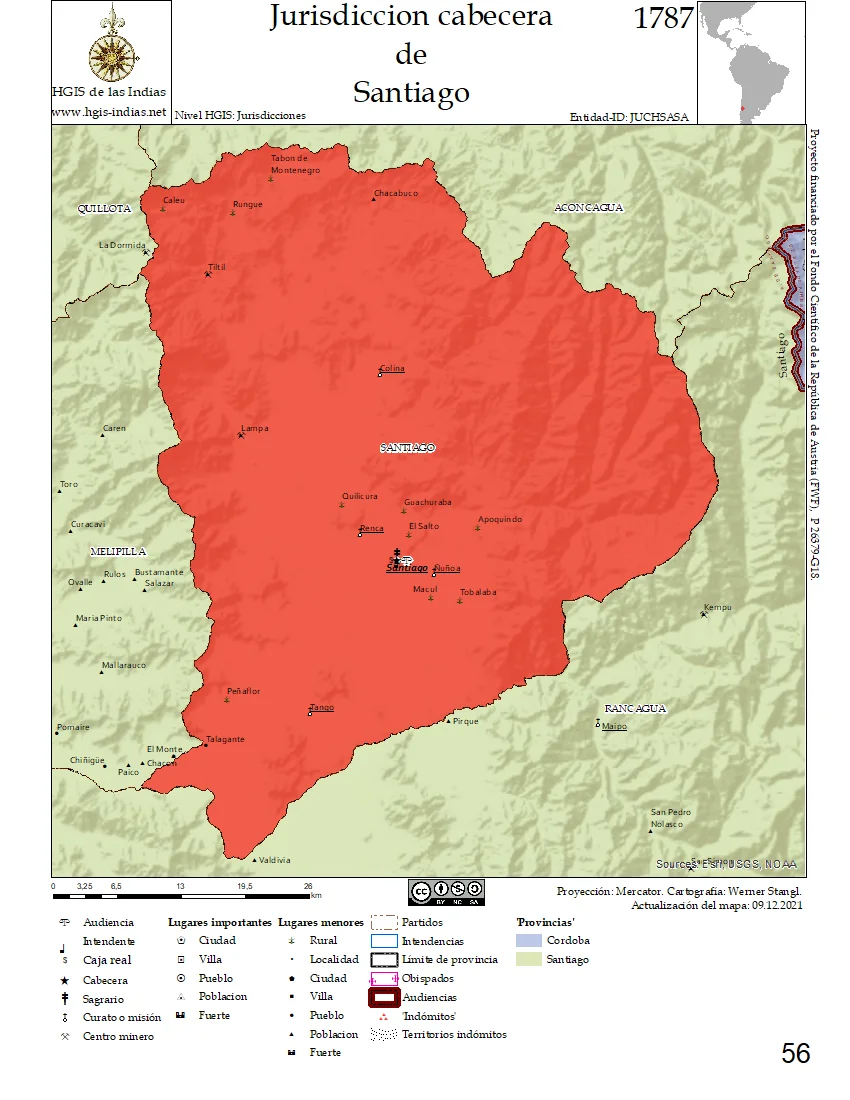 Jurisdiccion cabecera
de
Santiago
1787
HGIS de las Indias
www.hgis-indias.net
Nivel HGIS: Jurisdicciones
Entidad-ID: JUCHSASA
Proyecto financiado por el Fondo Científico de la República de Austria (FWF), P 26379-G18.
Tabon de
Montenegro
QUILLOTA
Caleu
Rungue
Chacabuco
ACONCAGUA
La Dormida
Tiltil
Santiago
Colina
Caren
Lampa
SANTIAGO
Toro
Quilicura
Guachuraba
Curacavi
Renca
El Salto
Apoquindo
MELIPILLA
Santiago
Ñuñoa
Ovalle
Rulos
Bustamante
Salazar
Macul
Tobalaba
Kempu
Maria Pinto
Mallarauco
Peñaflor
Tango
RANCAGUA
Pomaire
Pirque
Maipo
Talagante
El Monte
Chiñigue
Paico
Chacon
San Pedro
Nolasco
Valdivia
Sources: Esri, USGS, NOAA
0 3,25 6,5 13 19,5 26
km
CC BY NC SA
Proyección: Mercator. Cartografía: Werner Stangl.
Actualización del mapa: 09.12.2021
Audiencia
Intendente
Caja real
Cabecera
Sagrario
Curato o misión
Centro minero
Lugares importantes
Ciudad
Villa
Pueblo
Poblacion
Fuerte
Lugares menores
Rural
Localidad
Ciudad
Villa
Pueblo
Poblacion
Fuerte
Partidos
Intendencias
Límite de provincia
Obispados
Audiencias
'Indómitos'
Territorios indómitos
'Provincias'
Cordoba
Santiago
56